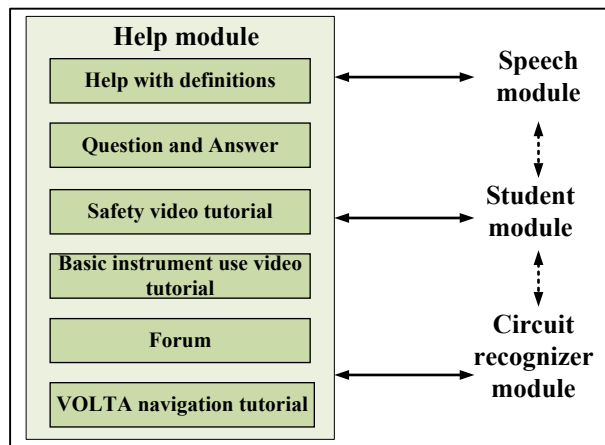 Help module
Help with definitions
Question and Answer
Safety video tutorial
Basic instrument use video
tutorial
Forum
VOLTA navigation tutorial
Speech
module
Student
module
Circuit
recognizer
module